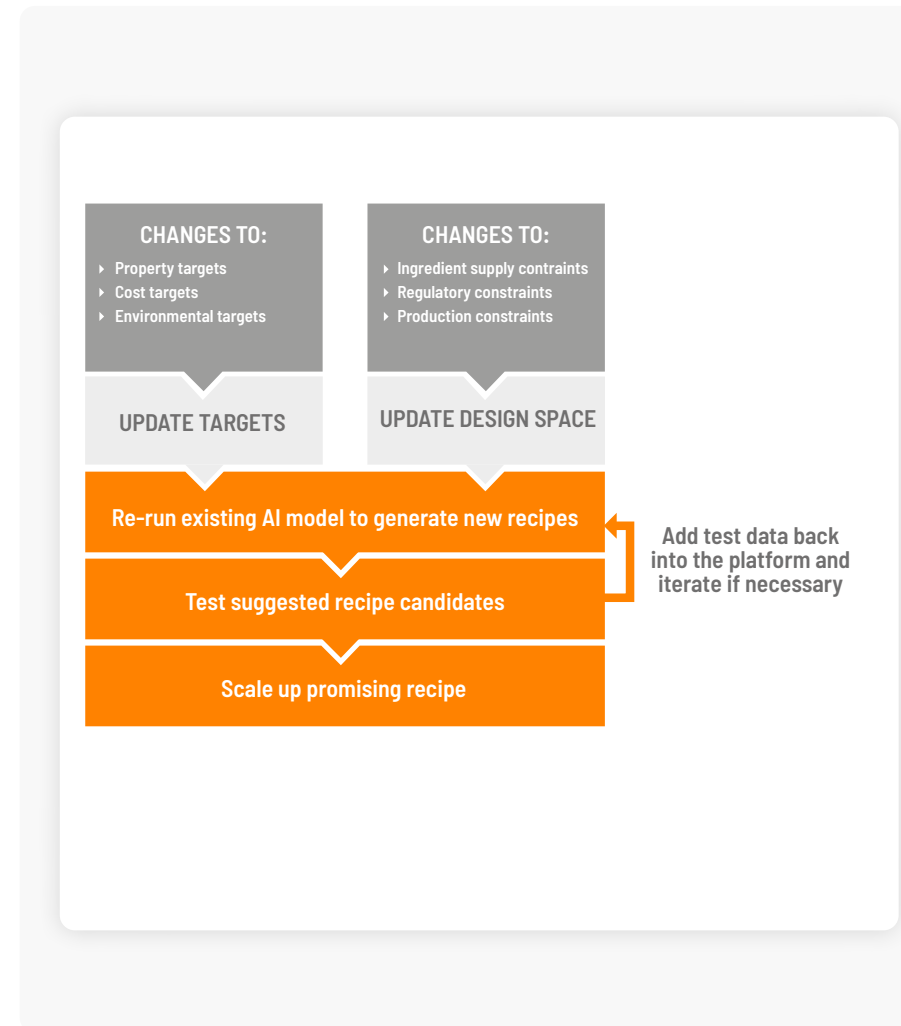 CHANGES TO:
Property targets
Cost targets
Environmental targets
UPDATE TARGETS
CHANGES TO:
Ingredient supply contraints
Regulatory constraints
Production constraints
UPDATE DESIGN SPACE
Re-run existing AI model to generate new recipes
Test suggested recipe candidates
Scale up promising recipe
Add test data back
into the platform and
iterate if necessary